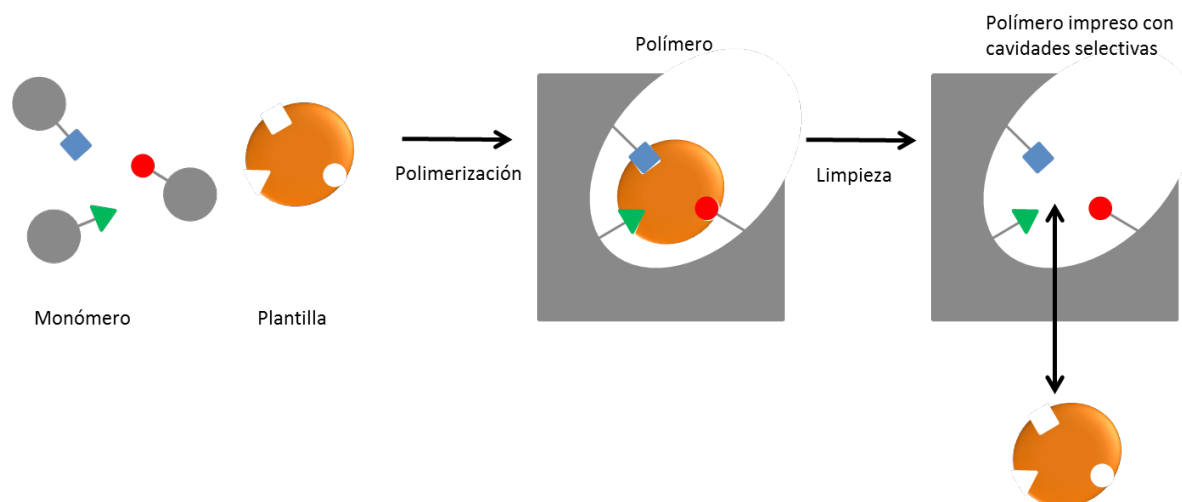 Monómero
Plantilla
Polimerización
Polímero
Limpieza
Polímero impreso con
cavidades selectivas